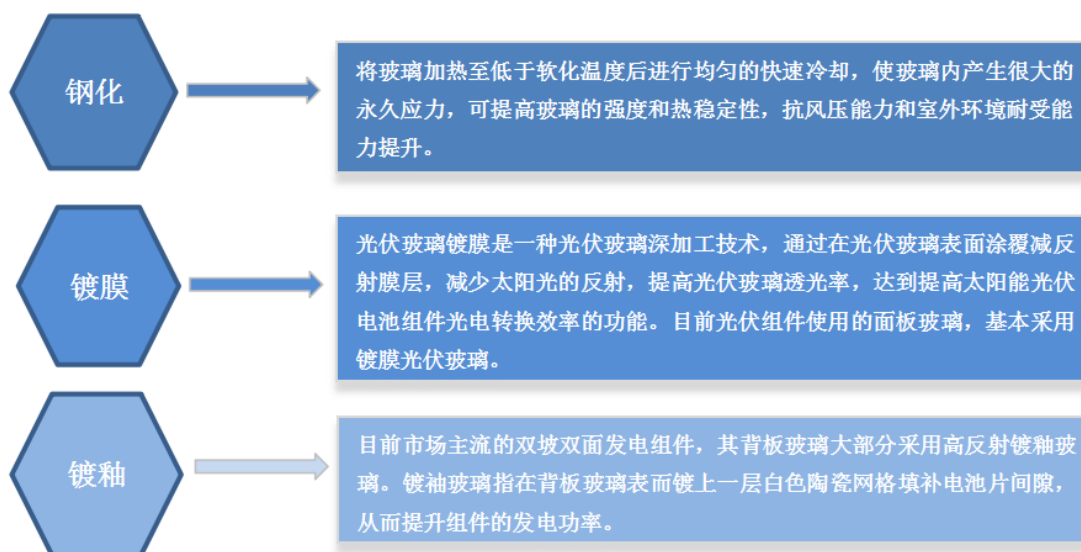 钢化
将玻璃加热至低于软化温度后进行均匀的快速冷却，使玻璃内产生很大的
永久应力，可提高玻璃的强度和热稳定性，抗风压能力和室外环境耐受能
力提升。
镀膜
光伏玻璃镀膜是一种光伏玻璃深加工技术，通过在光伏玻璃表面涂覆减反
射膜层，减少太阳光的反射，提高光伏玻璃透光率，达到提高太阳能光伏
电池组件光电转换效率的功能。目前光伏组件使用的面板玻璃，基本采用
镀膜光伏玻璃。
镀釉
目前市场主流的双坡双面发电组件，其背板玻璃大部分采用高反射镀釉玻
璃。镀袖玻璃指在背板玻璃表而镀上一层白色陶瓷网格填补电池片间隙，
从而提升组件的发电功率。